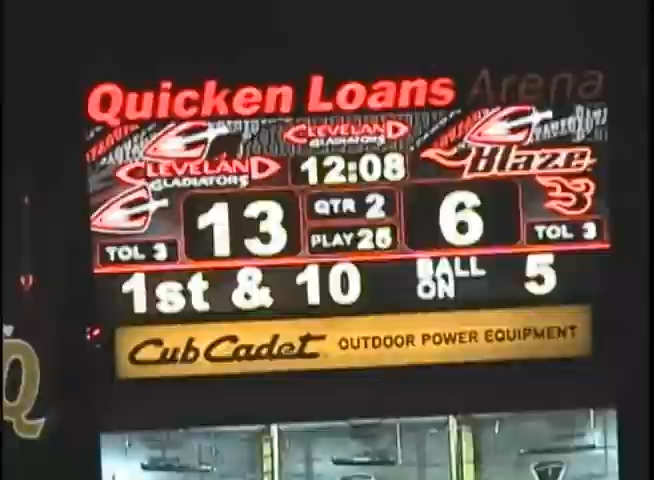 Quicken Loans Arena
CLEVELAND GLADIATORS
CLEVELAND GLADIATORS
12:08
Blaze
TOL 3
13
QTR 2
PLAY 25
6
TOL 3
1st & 10 BALL ON 5
Cub Cadet OUTDOOR POWER EQUIPMENT
Q